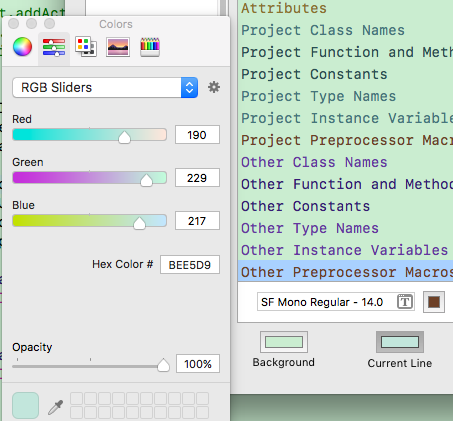 t.addAct
Colors
RGB Sliders
Red
190
Green
229
Blue
217
Hex Color # BEE5D9
Opacity
100%
Attributes
Project Class Names
Project Function and Meth
Project Constants
Project Type Names
Project Instance Variable
Project Preprocessor Macr
Other Class Names
Other Function and Method
Other Constants
Other Type Names
Other Instance Variables
Other Preprocessor Macros
SF Mono Regular - 14.0
T
Background
Current Line